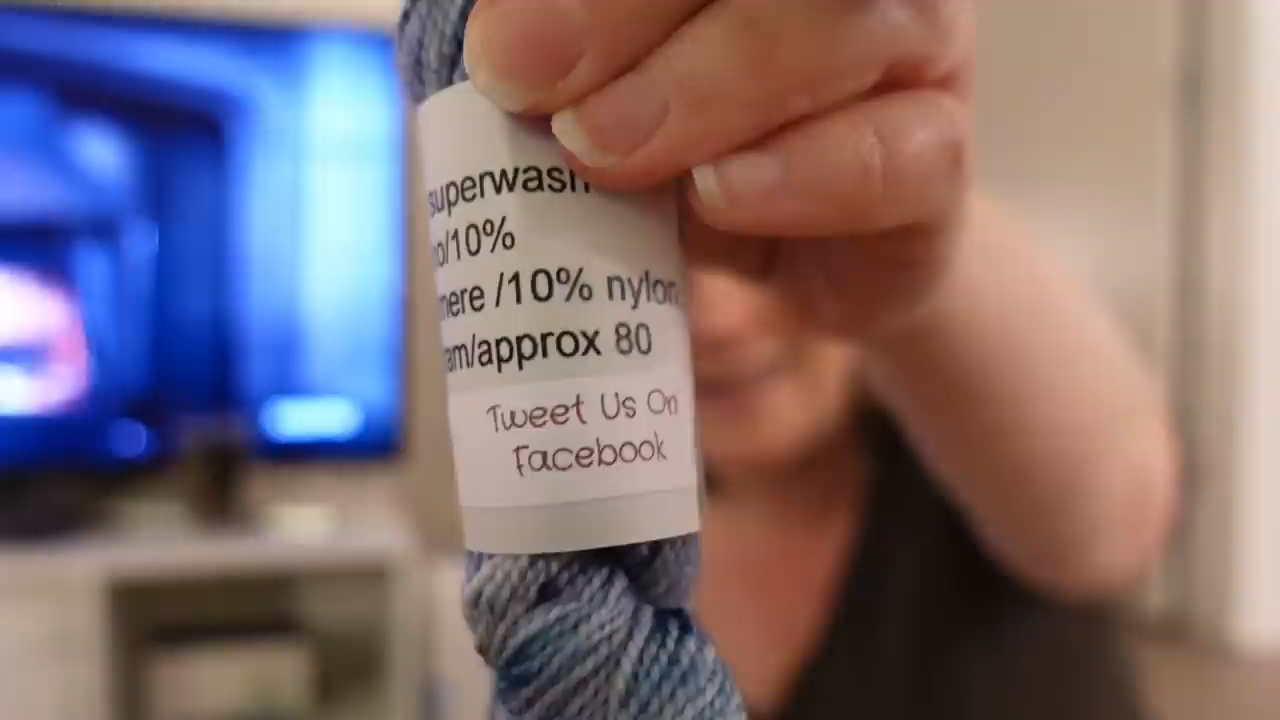 superwash
o/10%
mere /10% nylon
am/approx 80
Tweet Us On
Facebook